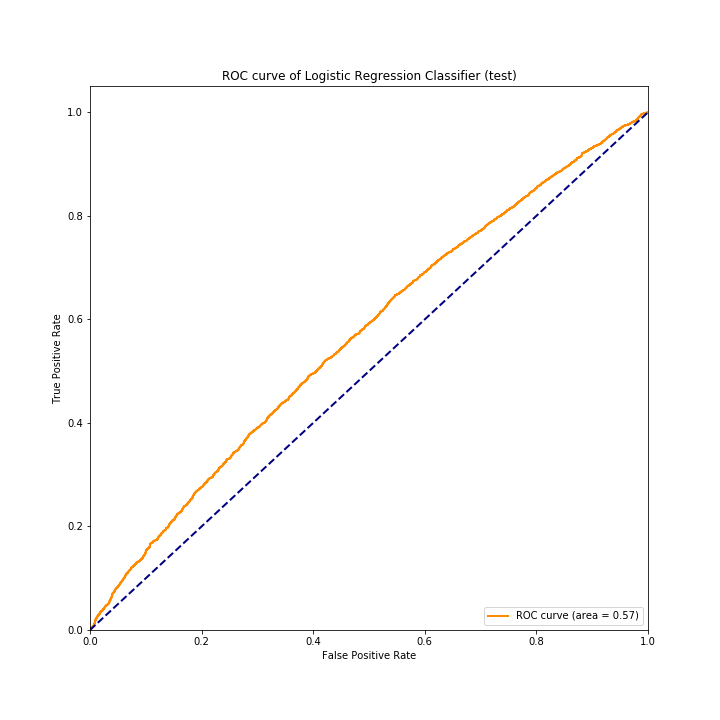 ROC curve of Logistic Regression Classifier (test)
True Positive Rate
1.0
0.8
0.6
0.4
0.2
0.0
ROC curve (area = 0.57)
0.0 0.2 0.4 0.6 0.8 1.0
False Positive Rate